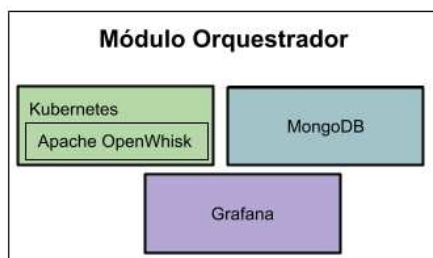 Módulo Orquestrador
Kubernetes
Apache OpenWhisk
MongoDB
Grafana